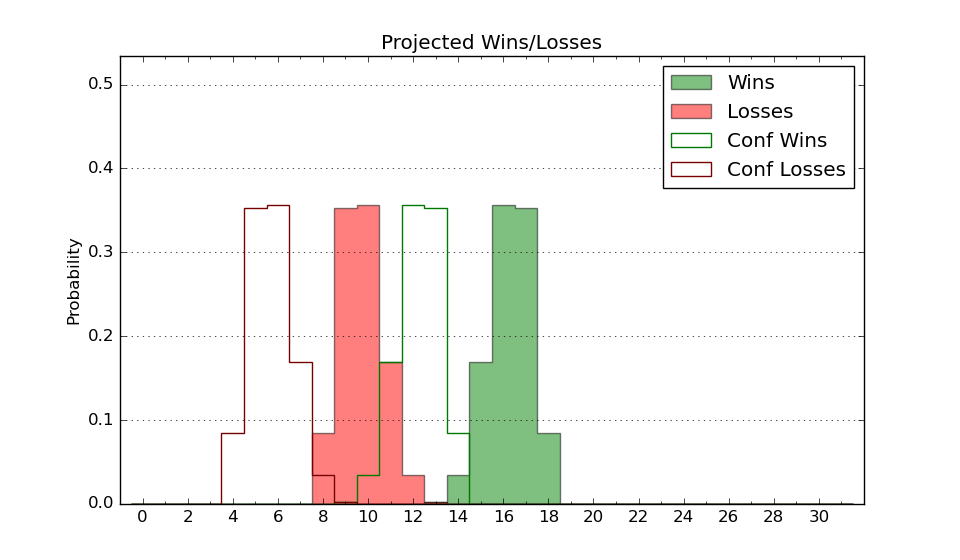 Projected Wins/Losses
0.5
0.4
0.3
0.2
0.1
0.0
Probability
Wins
Losses
Conf Wins
Conf Losses
0 2 4 6 8 10 12 14 16 18 20 22 24 26 28 30